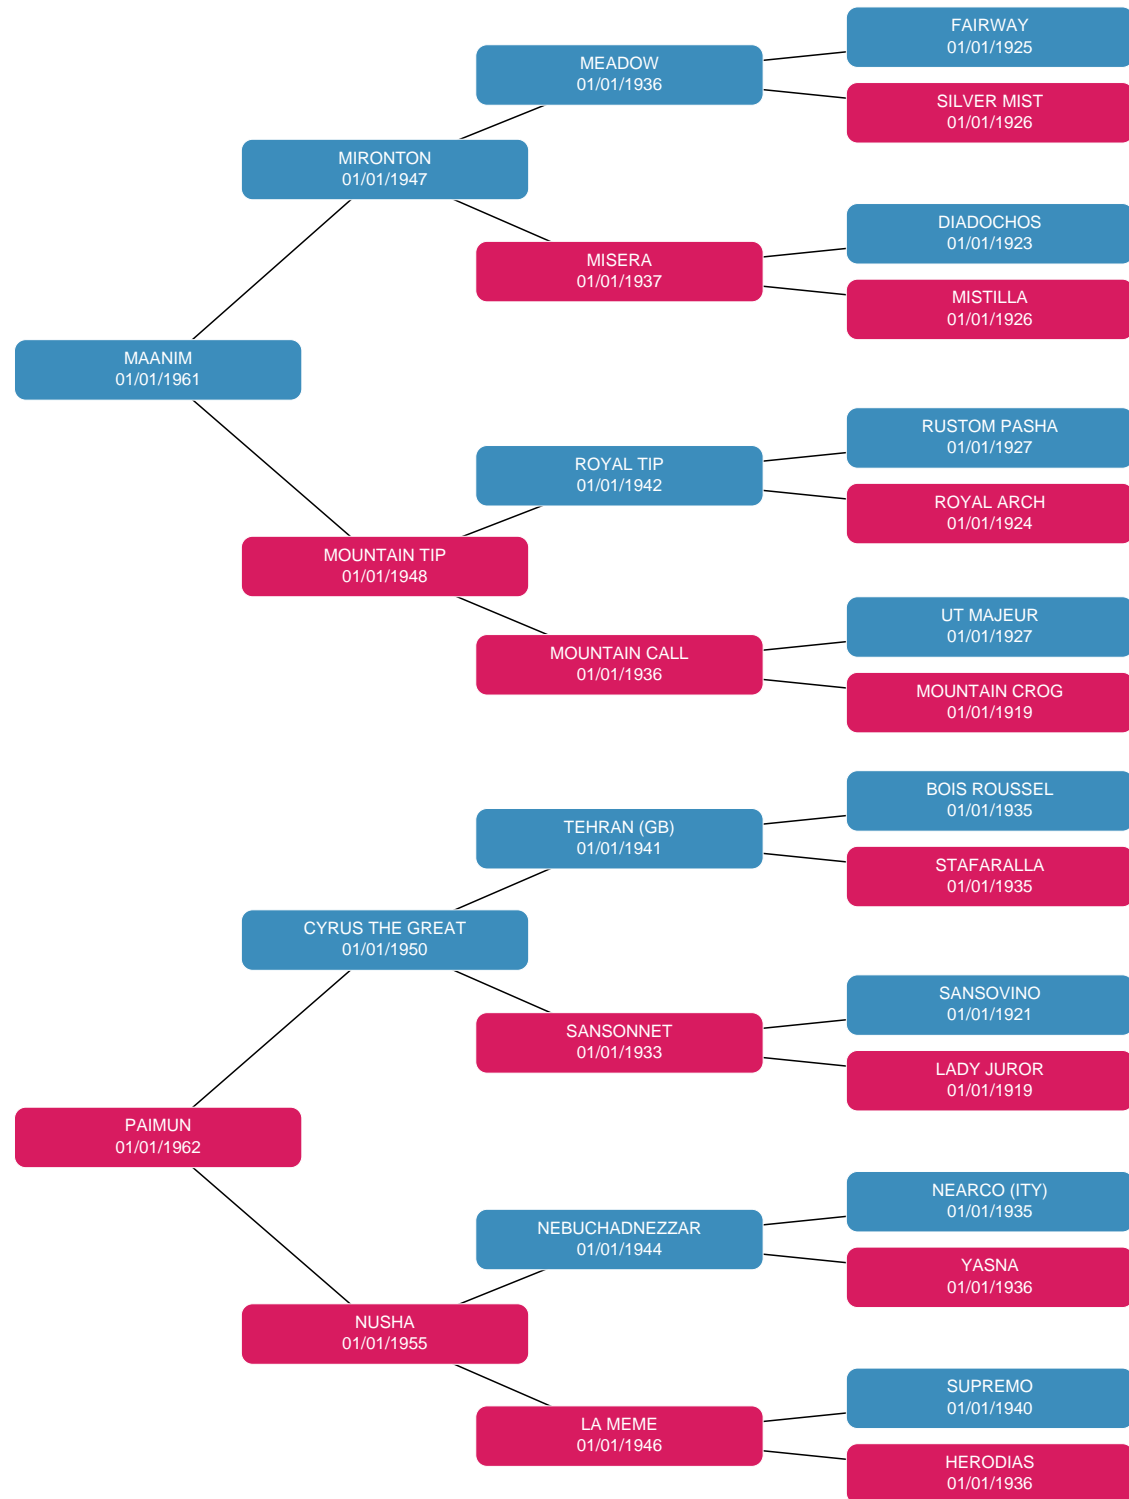 FAIRWAY
01/01/1925
MEADOW
01/01/1936
SILVER MIST
01/01/1926
MIRONTON
01/01/1947
DIADOCHOS
01/01/1923
MISERA
01/01/1937
MISTILLA
01/01/1926
MAANIM
01/01/1961
RUSTOM PASHA
01/01/1927
ROYAL TIP
01/01/1942
ROYAL ARCH
01/01/1924
MOUNTAIN TIP
01/01/1948
UT MAJEUR
01/01/1927
MOUNTAIN CALL
01/01/1936
MOUNTAIN CROG
01/01/1919
BOIS ROUSSEL
01/01/1935
TEHRAN (GB)
01/01/1941
STAFARALLA
01/01/1935
CYRUS THE GREAT
01/01/1950
SANSOVINO
01/01/1921
SANSONNET
01/01/1933
LADY JUROR
01/01/1919
PAIMUN
01/01/1962
NEARCO (ITY)
01/01/1935
NEBUCHADNEZZAR
01/01/1944
YASNA
01/01/1936
NUSHA
01/01/1955
SUPREMO
01/01/1940
LA MEME
01/01/1946
HERODIAS
01/01/1936